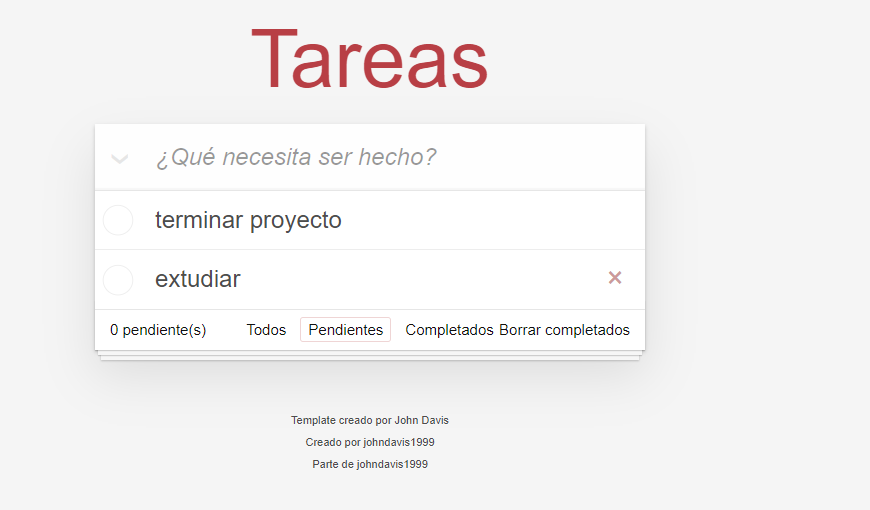 Tareas
¿Qué necesita ser hecho?
terminar proyecto
extudiar
0 pendiente(s) Todos Pendientes Completados Borrar completados
Template creado por John Davis
Creado por johndavis1999
Parte de johndavis1999